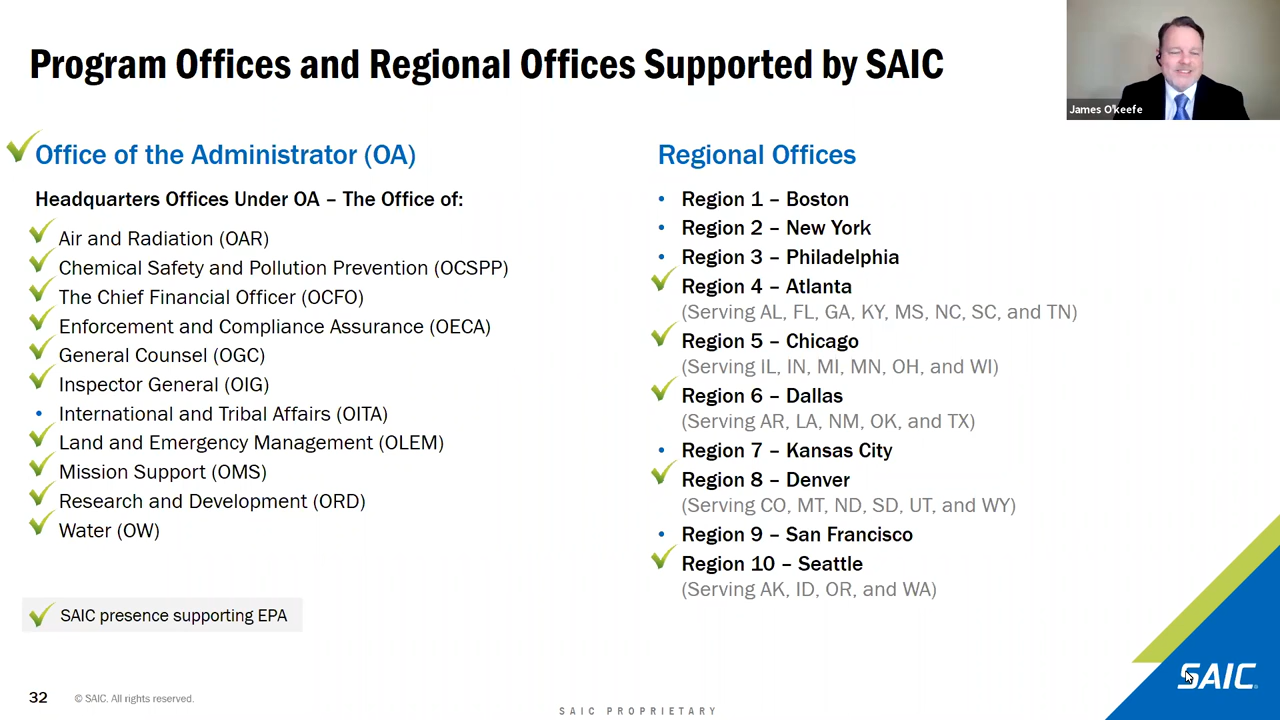 Program Offices and Regional Offices Supported by SAIC
James O'keefe
Office of the Administrator (OA)
Headquarters Offices Under OA – The Office of:
Air and Radiation (OAR)
Chemical Safety and Pollution Prevention (OCSPP)
The Chief Financial Officer (OCFO)
Enforcement and Compliance Assurance (OECA)
General Counsel (OGC)
Inspector General (OIG)
• International and Tribal Affairs (OITA)
Land and Emergency Management (OLEM)
Mission Support (OMS)
Research and Development (ORD)
Water (OW)
SAIC presence supporting EPA
Regional Offices
• Region 1 – Boston
• Region 2 – New York
• Region 3 – Philadelphia
Region 4 – Atlanta
(Serving AL, FL, GA, KY, MS, NC, SC, and TN)
Region 5 – Chicago
(Serving IL, IN, MI, MN, OH, and WI)
Region 6 – Dallas
(Serving AR, LA, NM, OK, and TX)
• Region 7 – Kansas City
Region 8 – Denver
(Serving CO, MT, ND, SD, UT, and WY)
• Region 9 – San Francisco
Region 10 – Seattle
(Serving AK, ID, OR, and WA)
32
© SAIC. All rights reserved.
SAIC PROPRIETARY
SAIC